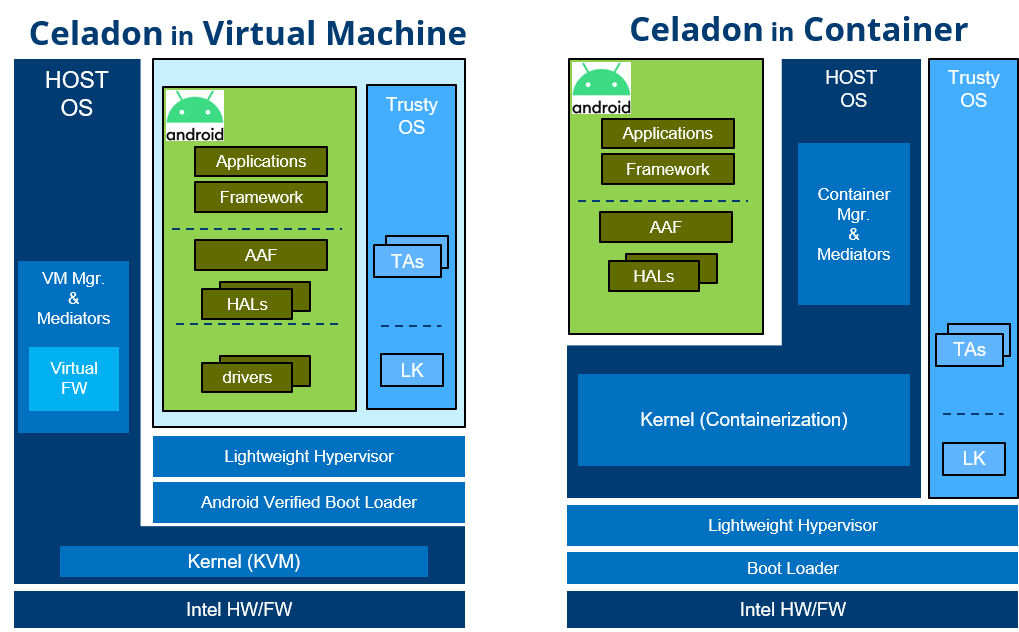 Celadon in Virtual Machine
HOST
OS
android
Applications
Framework
AAF
HALs
drivers
Trusty
OS
TAs
LK
VM Mgr.
&
Mediators
Virtual
FW
Lightweight Hypervisor
Android Verified Boot Loader
Kernel (KVM)
Intel HW/FW
Celadon in Container
android
Applications
Framework
AAF
HALs
HOST
OS
Container
Mgr.
&
Mediators
Kernel (Containerization)
Trusty
OS
TAs
LK
Lightweight Hypervisor
Boot Loader
Intel HW/FW